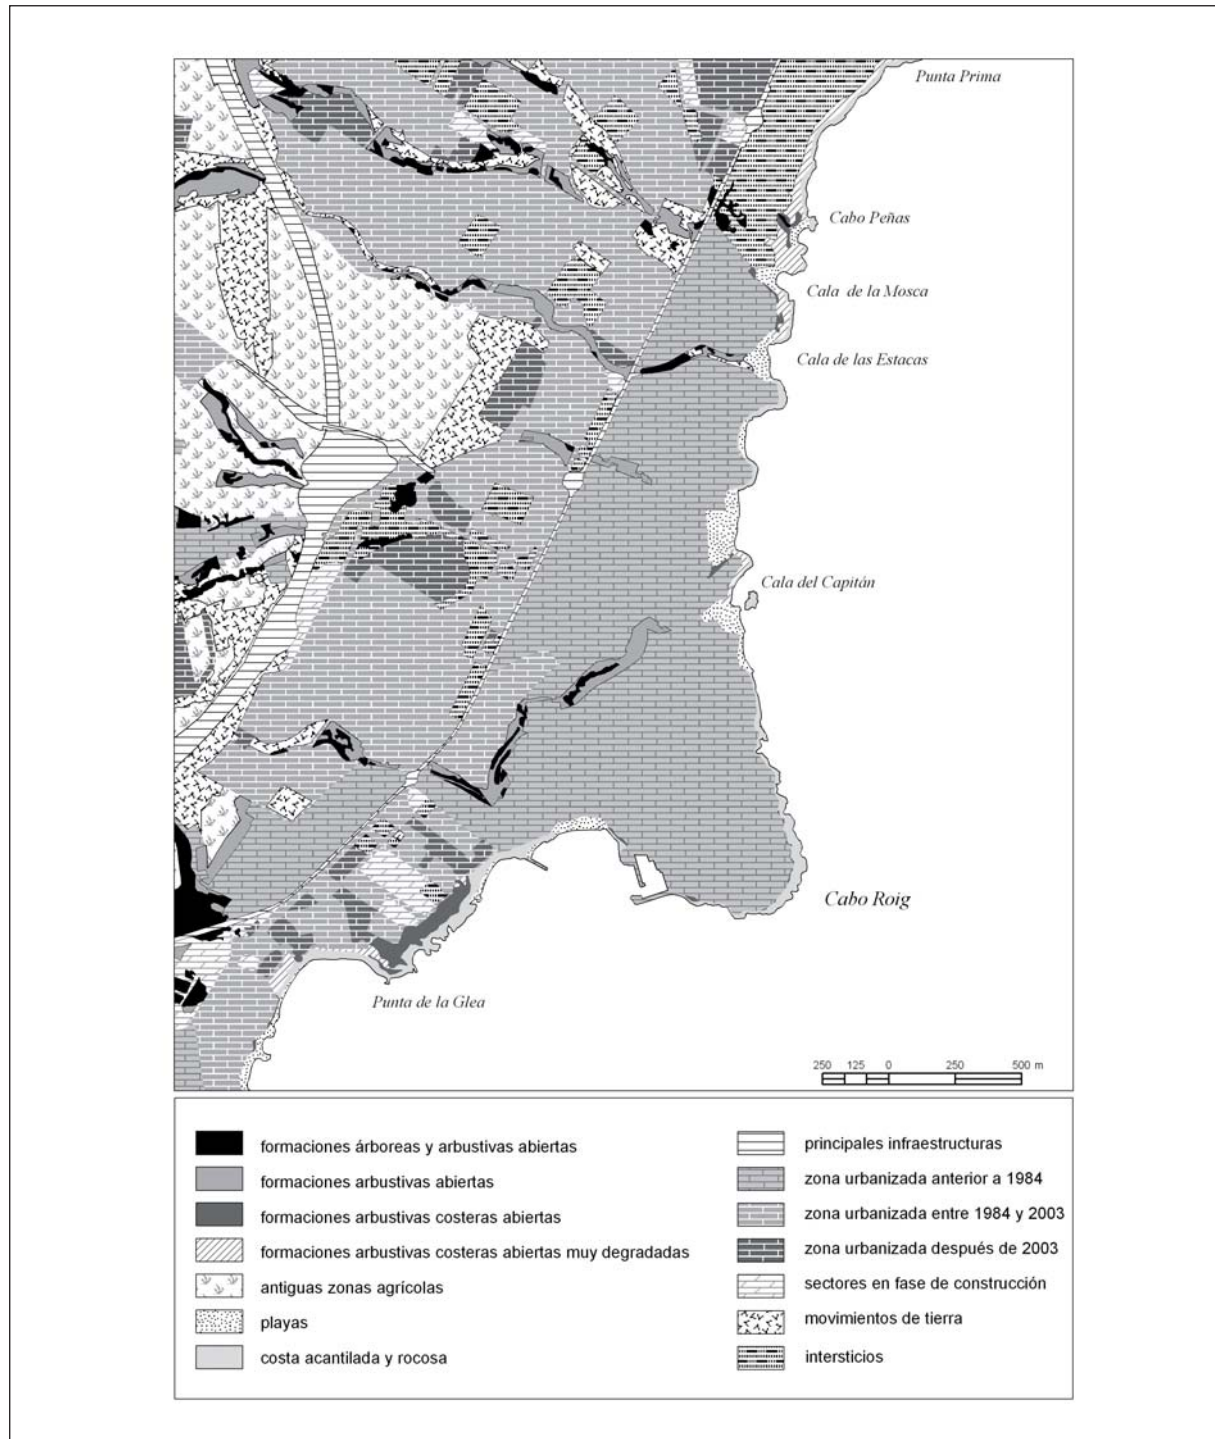 Punta Prima
Cabo Peñas
Cala de la Mosca
Cala de las Estacas
Cala del Capitán
Cabo Roig
Punta de la Glea
250 125 0 250 500 m
formaciones árboreas y arbustivas abiertas
formaciones arbustivas abiertas
formaciones arbustivas costeras abiertas
formaciones arbustivas costeras abiertas muy degradadas
antiguas zonas agrícolas
playas
costa acantilada y rocosa
principales infraestructuras
zona urbanizada anterior a 1984
zona urbanizada entre 1984 y 2003
zona urbanizada después de 2003
sectores en fase de construcción
movimientos de tierra
intersticios